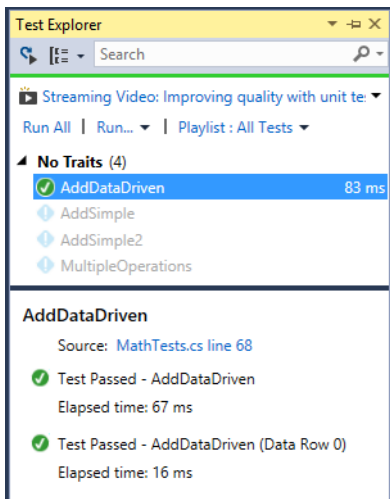 Test Explorer
Search
Streaming Video: Improving quality with unit te:
Run All | Run... | Playlist : All Tests
No Traits (4)
AddDataDriven 83 ms
AddSimple
AddSimple2
MultipleOperations
AddDataDriven
Source: MathTests.cs line 68
Test Passed - AddDataDriven
Elapsed time: 67 ms
Test Passed - AddDataDriven (Data Row 0)
Elapsed time: 16 ms